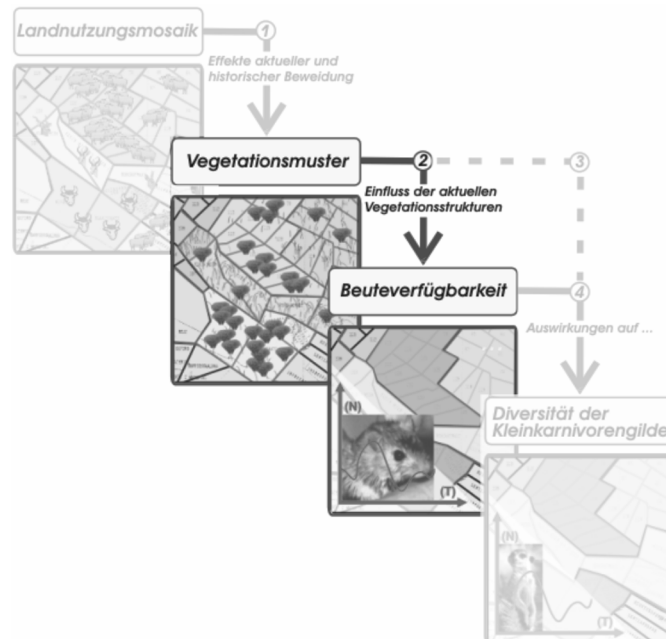 Landnutzungsmosaik
1
Effekte aktueller und
historischer Beweidung
Vegetationsmuster
2
3
Einfluss der aktuellen
Vegetationsstrukturen
Beuteverfügbarkeit
4
Auswirkungen auf ...
(N)
(T)
Diversität der
Kleinkarnivorengilde
(N)
(T)